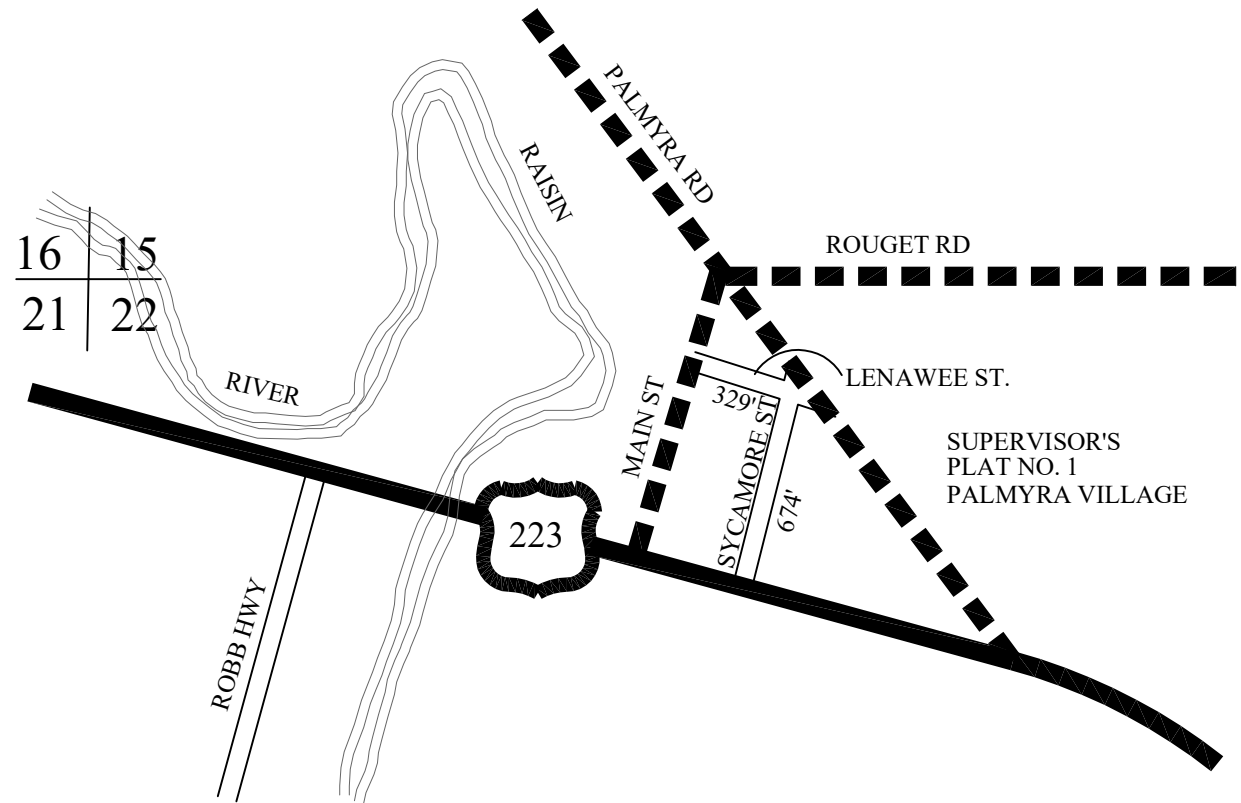 PALMYRA RD
RAISIN
ROUGET RD
16 15
21 22
RIVER
LENAWEE ST.
329'
MAIN ST
SYCAMORE ST
674'
SUPERVISOR'S
PLAT NO. 1
PALMYRA VILLAGE
223
ROBB HWY